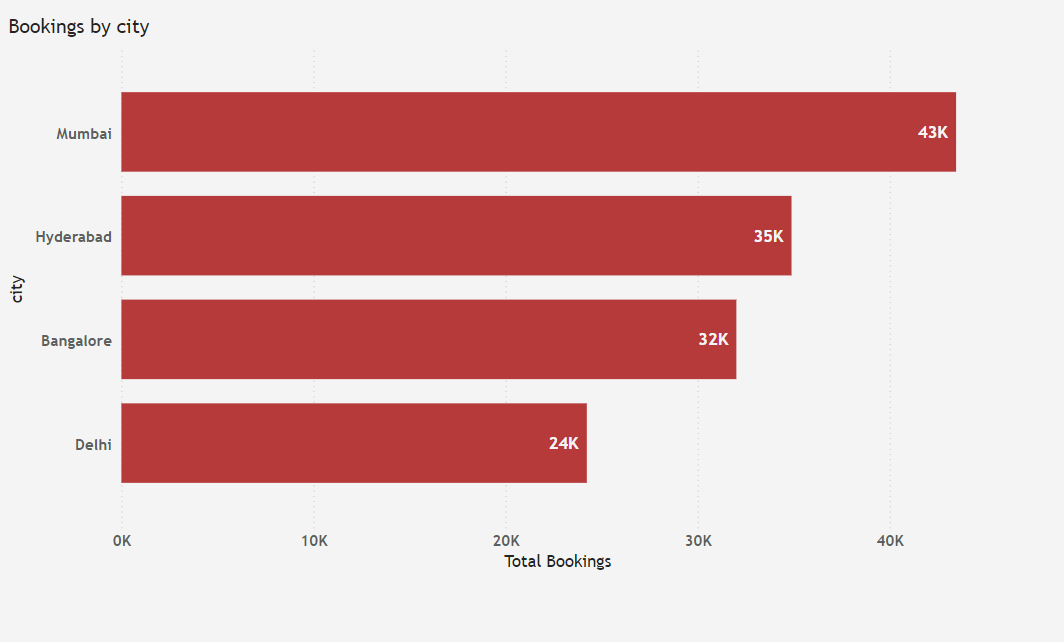 Bookings by city
Mumbai
43K
Hyderabad
35K
city
Bangalore
32K
Delhi
24K
0K 10K 20K 30K 40K
Total Bookings